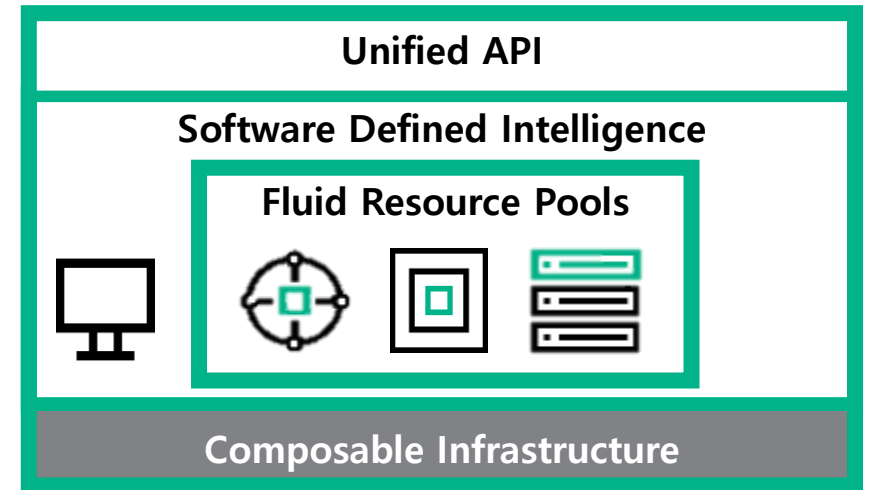 Unified API
Software Defined Intelligence
Fluid Resource Pools
Composable Infrastructure